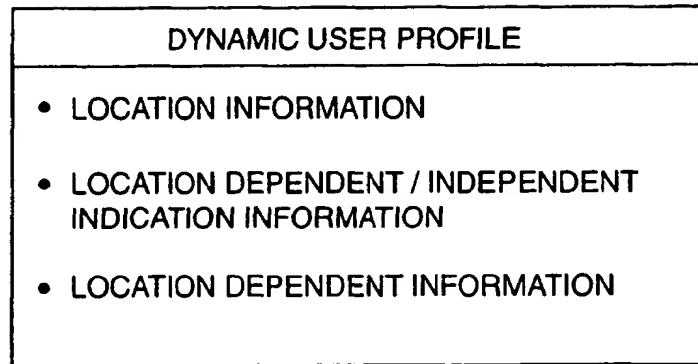 DYNAMIC USER PROFILE
• LOCATION INFORMATION
• LOCATION DEPENDENT / INDEPENDENT
INDICATION INFORMATION
• LOCATION DEPENDENT INFORMATION